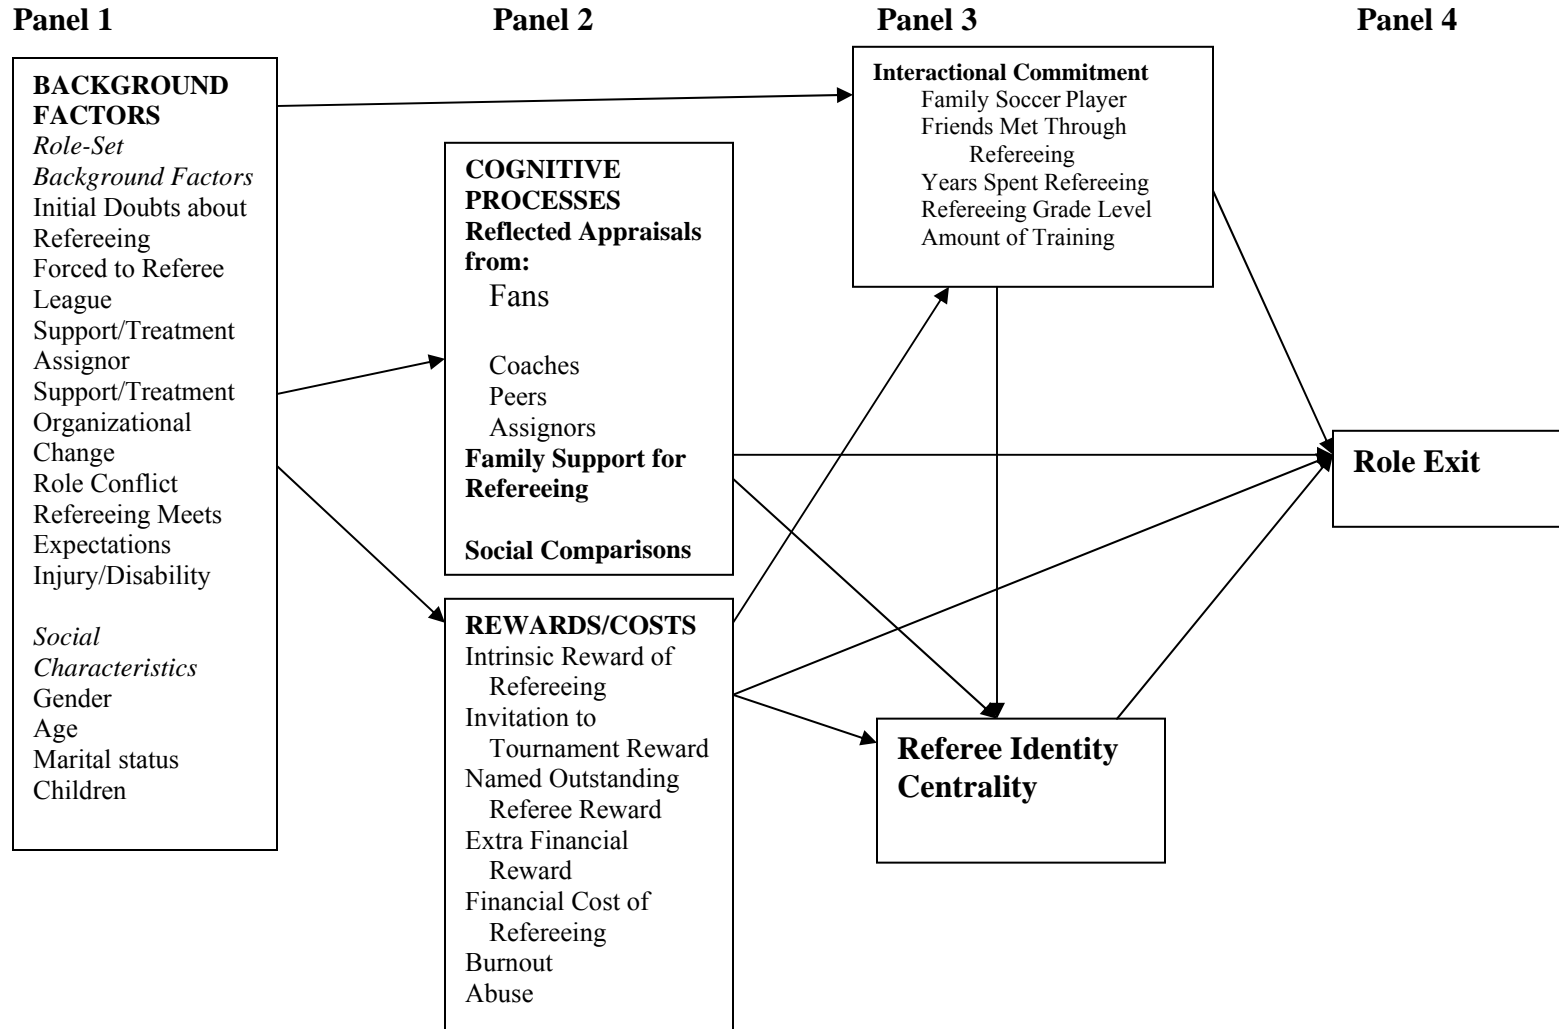 Panel 1
Panel 2
Panel 3
Panel 4
BACKGROUND
FACTORS
Role-Set
Background Factors
Initial Doubts about
Refereeing
Forced to Referee
League
Support/Treatment
Assignor
Support/Treatment
Organizational
Change
Role Conflict
Refereeing Meets
Expectations
Injury/Disability
Social
Characteristics
Gender
Age
Marital status
Children
COGNITIVE
PROCESSES
Reflected Appraisals
from:
Fans
Coaches
Peers
Assignors
Family Support for
Refereeing
Social Comparisons
REWARDS/COSTS
Intrinsic Reward of
Refereeing
Invitation to
Tournament Reward
Named Outstanding
Referee Reward
Extra Financial
Reward
Financial Cost of
Refereeing
Burnout
Abuse
Interactional Commitment
Family Soccer Player
Friends Met Through
Refereeing
Years Spent Refereeing
Refereeing Grade Level
Amount of Training
Referee Identity
Centrality
Role Exit